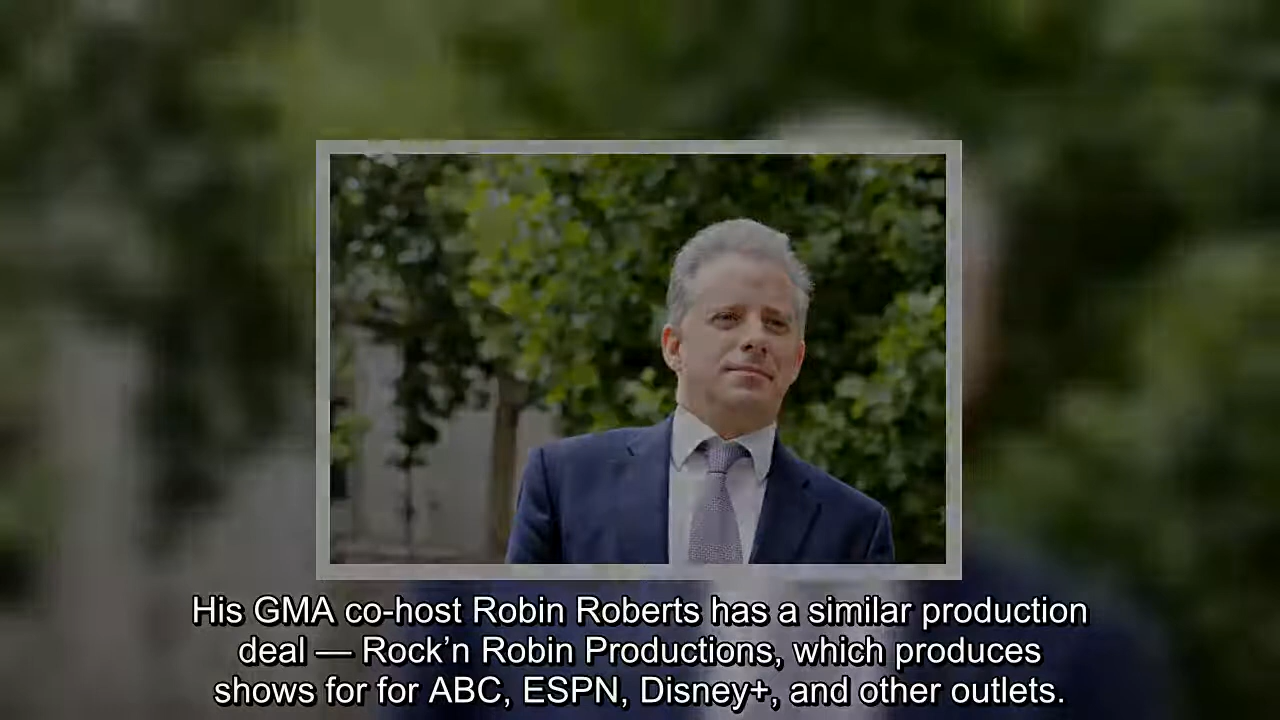 His GMA co-host Robin Roberts has a similar production
deal — Rock’n Robin Productions, which produces
shows for for ABC, ESPN, Disney+, and other outlets.